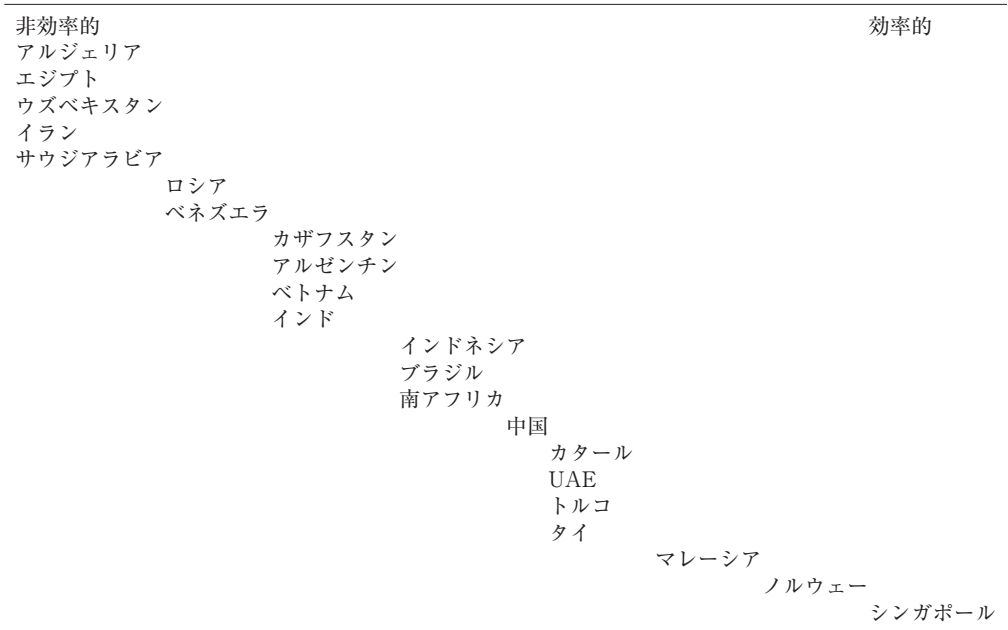 非効率的 効率的
アルジェリア
エジプト
ウズベキスタン
イラン
サウジアラビア
ロシア
ベネズエラ
カザフスタン
アルゼンチン
ベトナム
インド
インドネシア
ブラジル
南アフリカ
中国
カタール
UAE
トルコ
タイ
マレーシア
ノルウェー
シンガポール